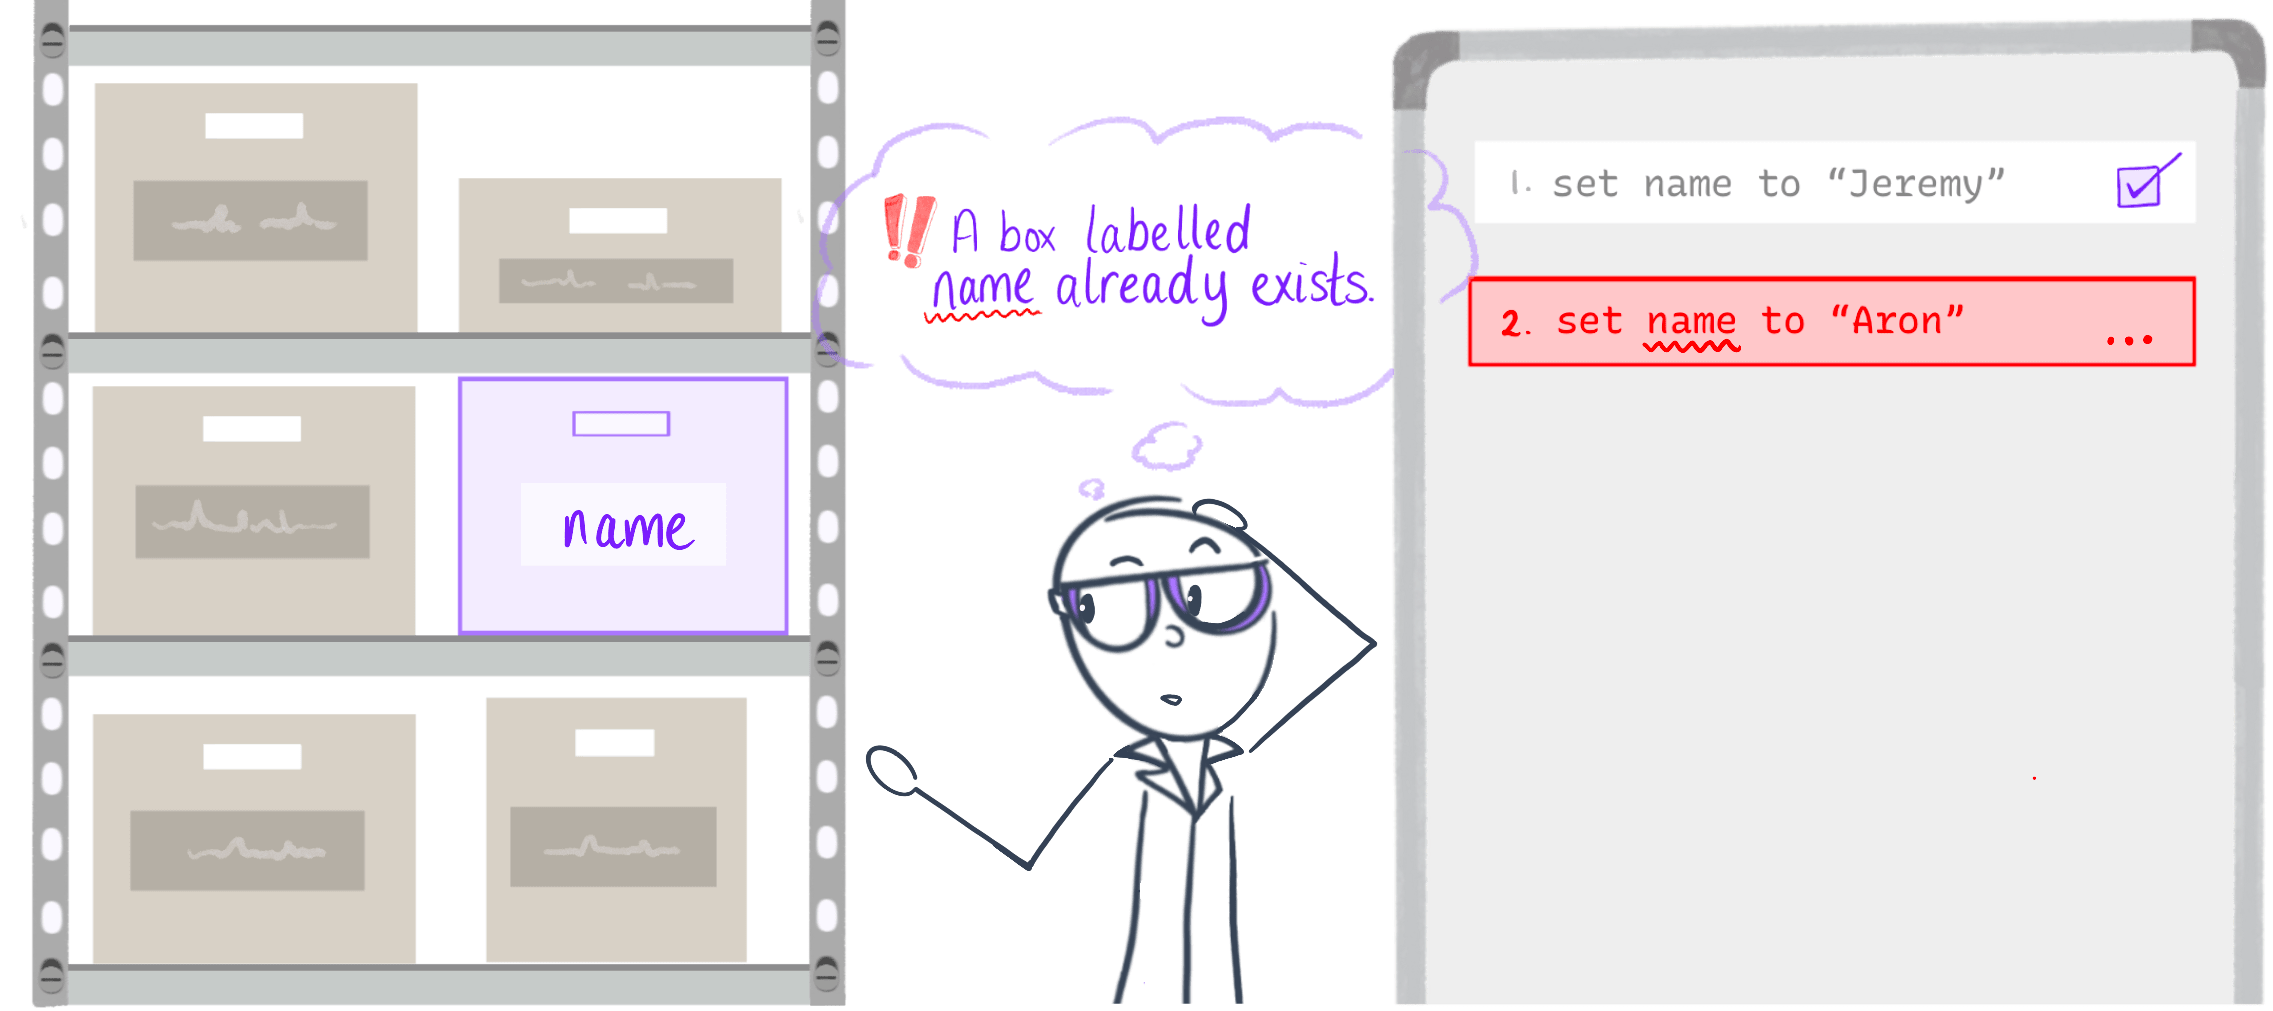 !! A box labelled
name already exists.
name
1. set name to “Jeremy”
2. set name to “Aron” ...